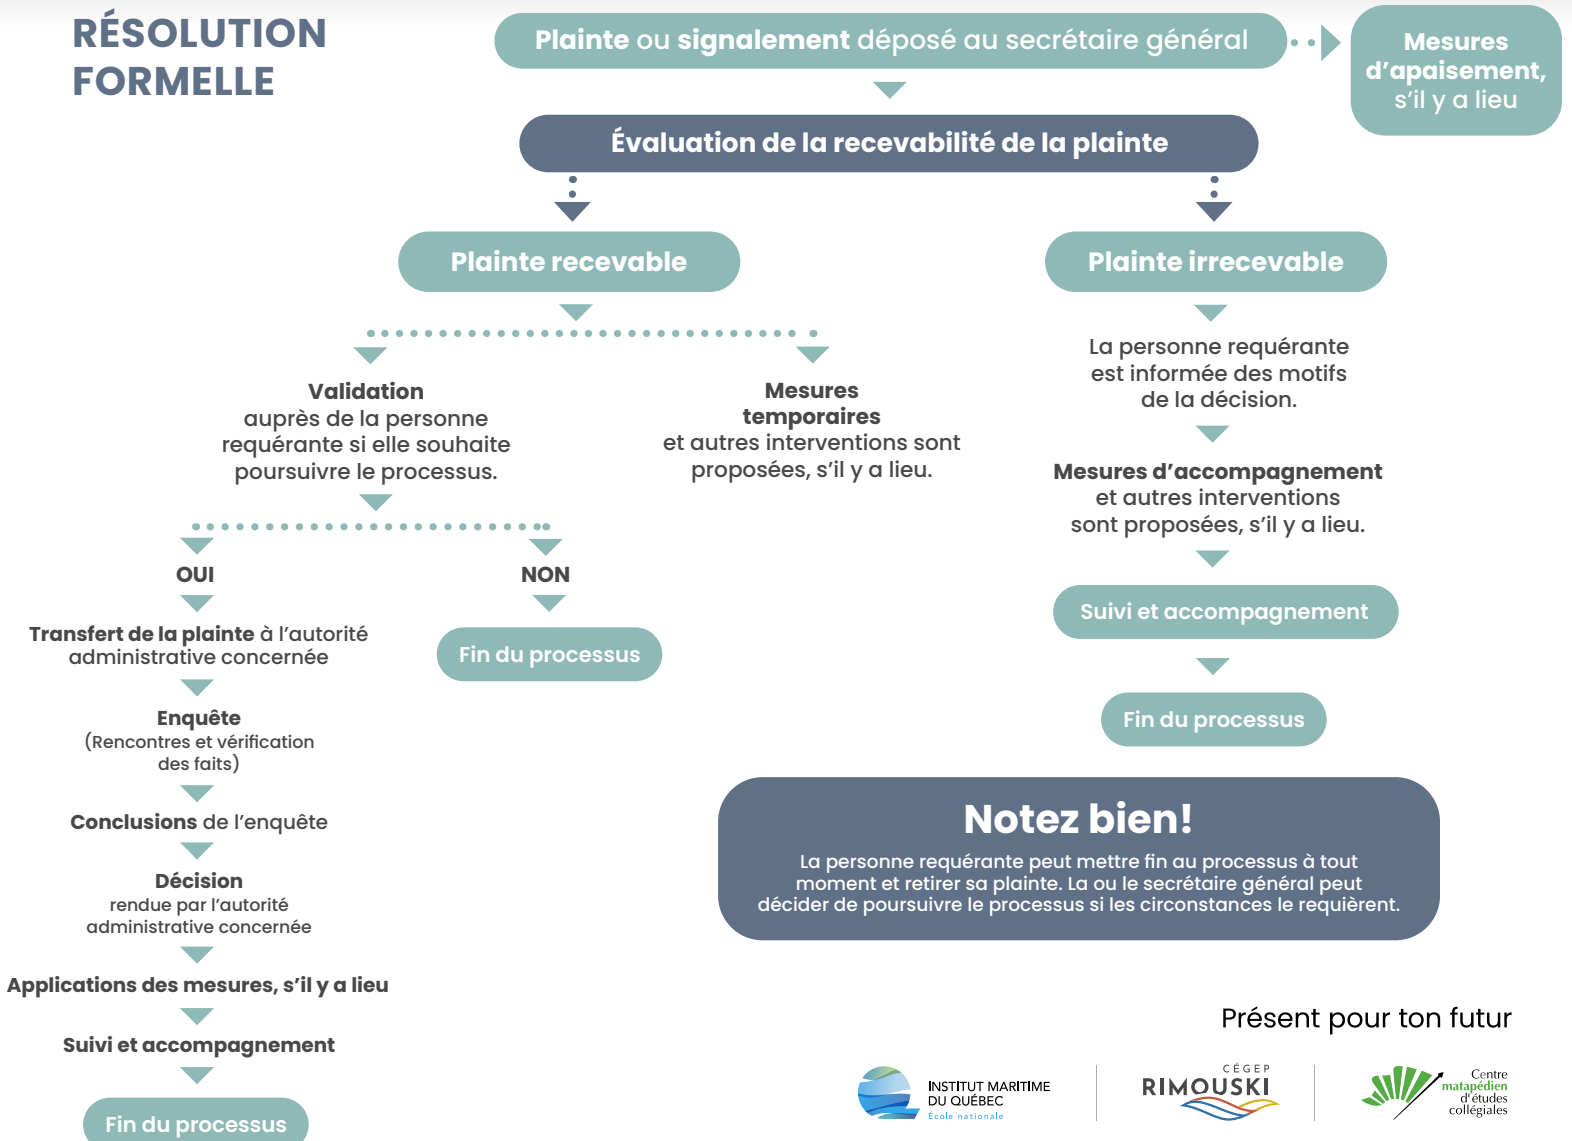 RÉSOLUTION
FORMELLE
Plainte ou signalement déposé au secrétaire général
Mesures
d'apaisement,
s'il y a lieu
Évaluation de la recevabilité de la plainte
Plainte recevable
Validation
auprès de la personne
requérante si elle souhaite
poursuivre le processus.
Mesures
temporaires
et autres interventions sont
proposées, s'il y a lieu.
OUI
Transfert de la plainte à l'autorité
administrative concernée
Enquête
(Rencontres et vérification
des faits)
Conclusions de l'enquête
Décision
rendue par l'autorité
administrative concernée
Applications des mesures, s'il y a lieu
Suivi et accompagnement
Fin du processus
NON
Fin du processus
Plainte irrecevable
La personne requérante
est informée des motifs
de la décision.
Mesures d'accompagnement
et autres interventions
sont proposées, s'il y a lieu.
Suivi et accompagnement
Fin du processus
Notez bien!
La personne requérante peut mettre fin au processus à tout
moment et retirer sa plainte. La ou le secrétaire général peut
décider de poursuivre le processus si les circonstances le requièrent.
Présent pour ton futur
INSTITUT MARITIME
DU QUÉBEC
École nationale
CÉGEP
RIMOUSKI
Centre
matapédien
d'études
collégiales